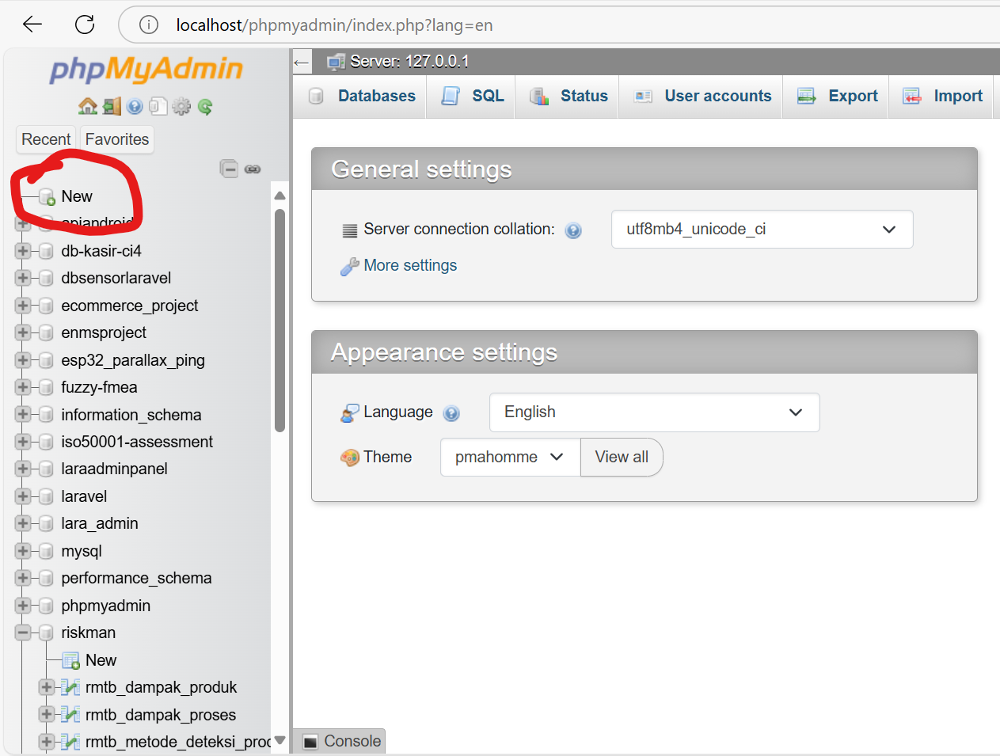 localhost/phpmyadmin/index.php?lang=en
phpMyAdmin
Recent Favorites
New
apiandroid
db-kasir-ci4
dbsensorlaravel
ecommerce_project
enmsproject
esp32_parallax_ping
fuzzy-fmea
information_schema
iso50001-assessment
laraadminpanel
laravel
lara_admin
mysql
performance_schema
phpmyadmin
riskman
New
rmtb_dampak_produk
rmtb_dampak_proses
rmtb_metode_deteksi_proc
Server: 127.0.0.1
Databases SQL Status User accounts Export Import
General settings
Server connection collation: utf8mb4_unicode_ci
More settings
Appearance settings
Language English
Theme pmahomme View all
Console